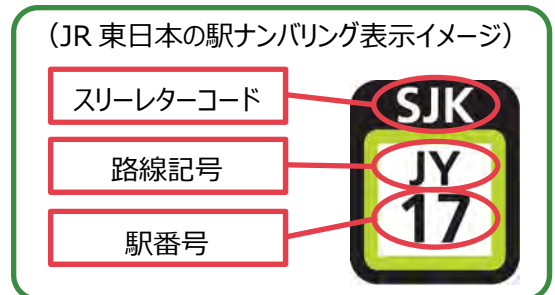 （JR 東日本の駅ナンバリング表示イメージ）
スリーレターコード
SJK
路線記号
JY
駅番号
17